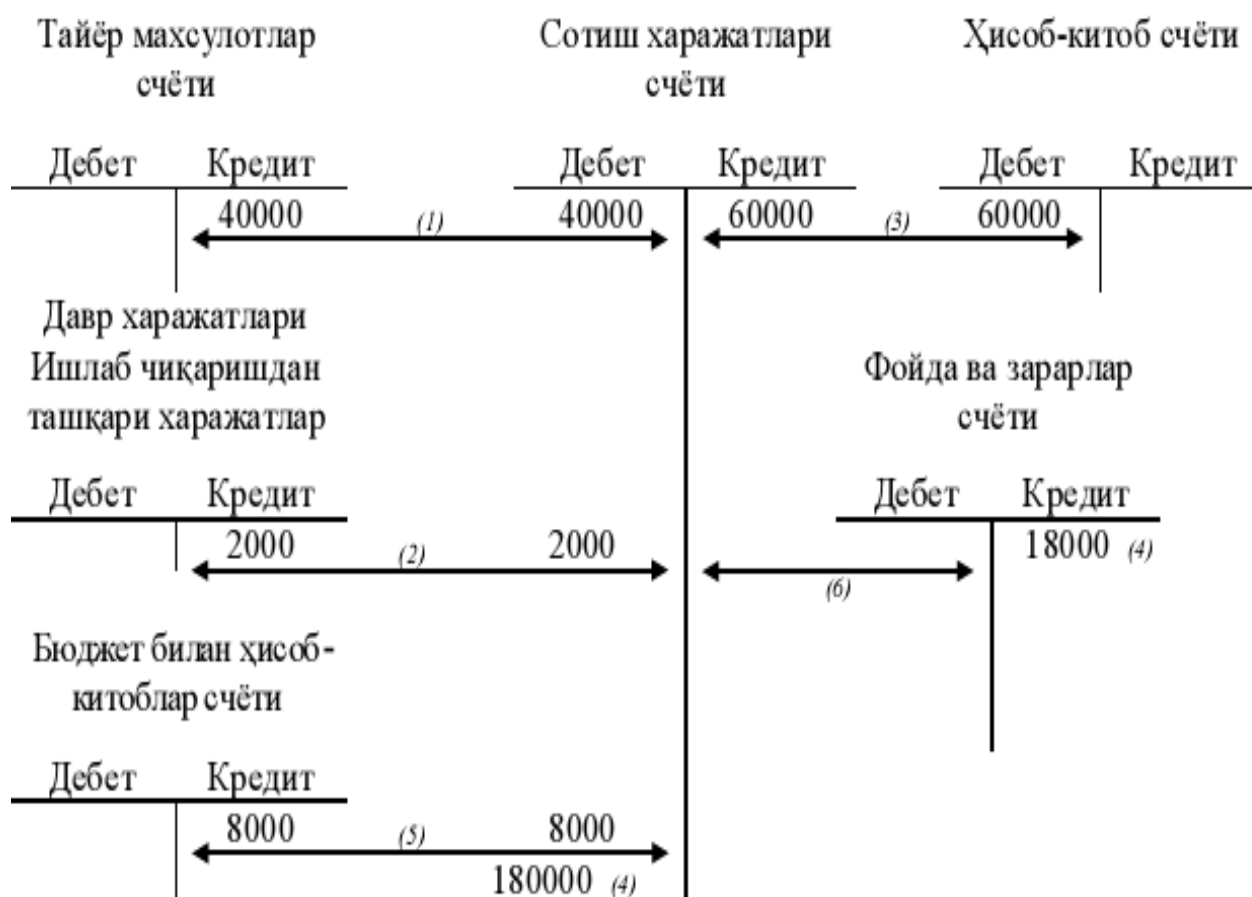 Тайёр махсулотлар
счёти
Сотиш харажатлари
счёти
Ҳисоб-китоб счёти
Дебет Кредит
Дебет Кредит
Дебет Кредит
40000 (1) 40000 60000 (3) 60000
Давр харажатлари
Ишлаб чиқаришдан
ташқари харажатлар
Фойда ва зарарлар
счёти
Дебет Кредит
Дебет Кредит
2000 (2) 2000
18000 (4)
(6)
Бюджет билан ҳисоб-
китоблар счёти
Дебет Кредит
8000 (5) 8000
180000 (4)